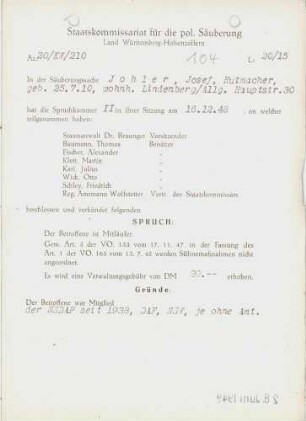 Staatskommissariat für die pol. Säuberung
Land Württemberg-Hohenzollern
Az. 20/KH/210 104 L 20/15
In der Säuberungssache J o h l e r , Josef, Hutmacher,
geb. 25.7.10, wohnh. Lindenberg/Allg. Hauptstr.30
hat die Spruchkammer II in ihrer Sitzung am 16.12.48 , an welcher
teilgenommen haben:
Staatsanwalt Dr. Braunger Vorsitzender
Baumann, Thomas Beisitzer
Fischer, Alexander "
Klett, Martin "
Karl, Julius "
Wick, Otto "
Schley, Friedrich "
Reg. Amtmann Wolfstetter Vertr. des Staatskommissars
beschlossen und verkündet folgenden
SPRUCH:
Der Betroffene ist Mitläufer.
Gem. Art. 4 der VO. 133 vom 17. 11. 47 in der Fassung des
Art. 1 der VO. 165 vom 13. 7. 48 werden Sühnemaßnahmen nicht
angeordnet.
Es wird eine Verwaltungsgebühr von DM 20.-- erhoben.
Gründe:
Der Betroffene war Mitglied
der NSDAP seit 1938, DAF, NSV, je ohne Amt.